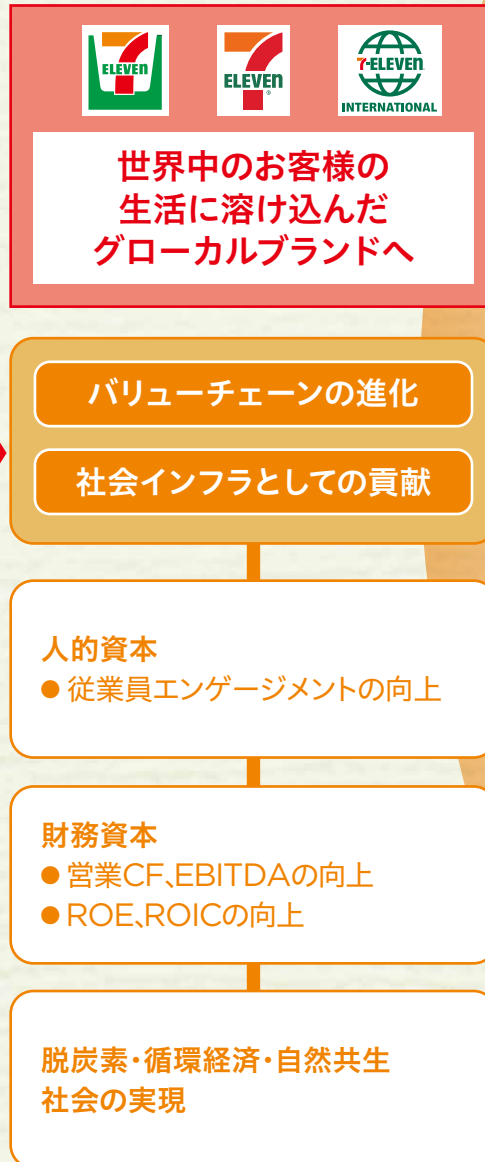 7
ELEVEn
7
ELEVEn
7-ELEVEn
INTERNATIONAL
世界中のお客様の
生活に溶け込んだ
グローカルブランドへ
バリューチェーンの進化
社会インフラとしての貢献
人的資本
● 従業員エンゲージメントの向上
財務資本
● 営業CF、EBITDAの向上
● ROE、ROICの向上
脱炭素・循環経済・自然共生
社会の実現